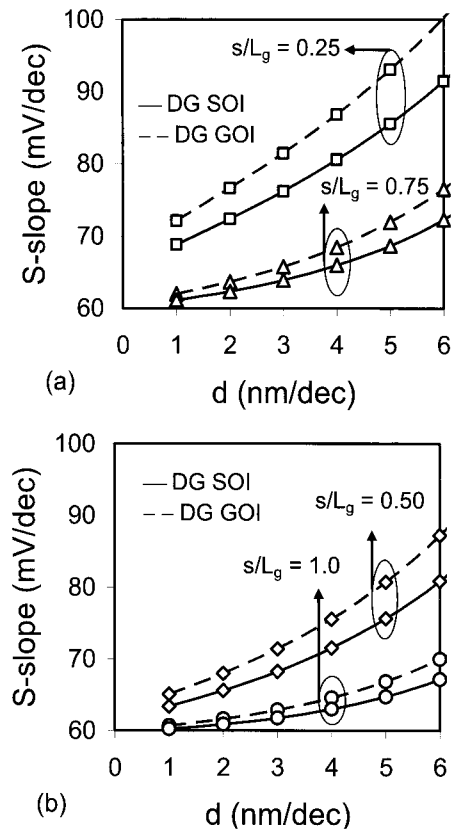 100
90
80
70
60
S-slope (mV/dec)
s/Lg = 0.25
DG SOI
DG GOI
s/Lg = 0.75
0 1 2 3 4 5 6
(a)
d (nm/dec)
100
90
80
70
60
S-slope (mV/dec)
DG SOI
DG GOI
s/Lg = 0.50
s/Lg = 1.0
0 1 2 3 4 5 6
(b)
d (nm/dec)